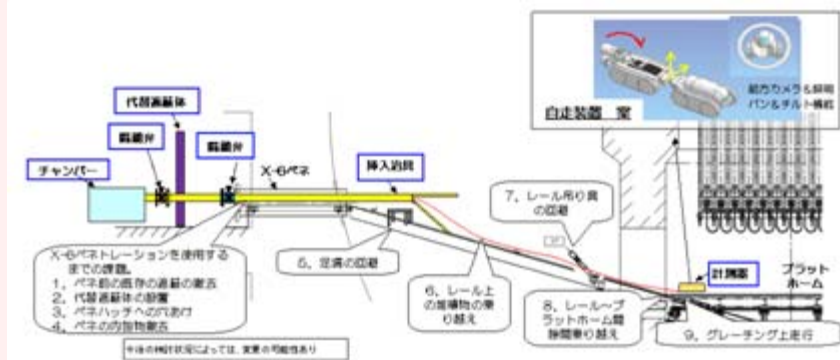 代替遮蔽体
隔離弁
隔離弁
チャンバー
X-6ペネ
挿入治具
自走装置 案
前方カメラ&照明
パン&チルト機能
7、レール吊り具
の回避
計測器
プラット
ホーム
X-6ペネトレーションを使用する
までの課題。
1、ペネ前の既存の遮蔽の撤去
2、代替遮蔽体の設置
3、ペネハッチへの穴あけ
4、ペネの内部物撤去
5、足場の回避
6、レール上
の堆積物の乗
り越え
8、レール~プ
ラットホーム間
隙間乗り越え
9、グレーチング上走行
今後の検討状況によっては、変更の可能性あり